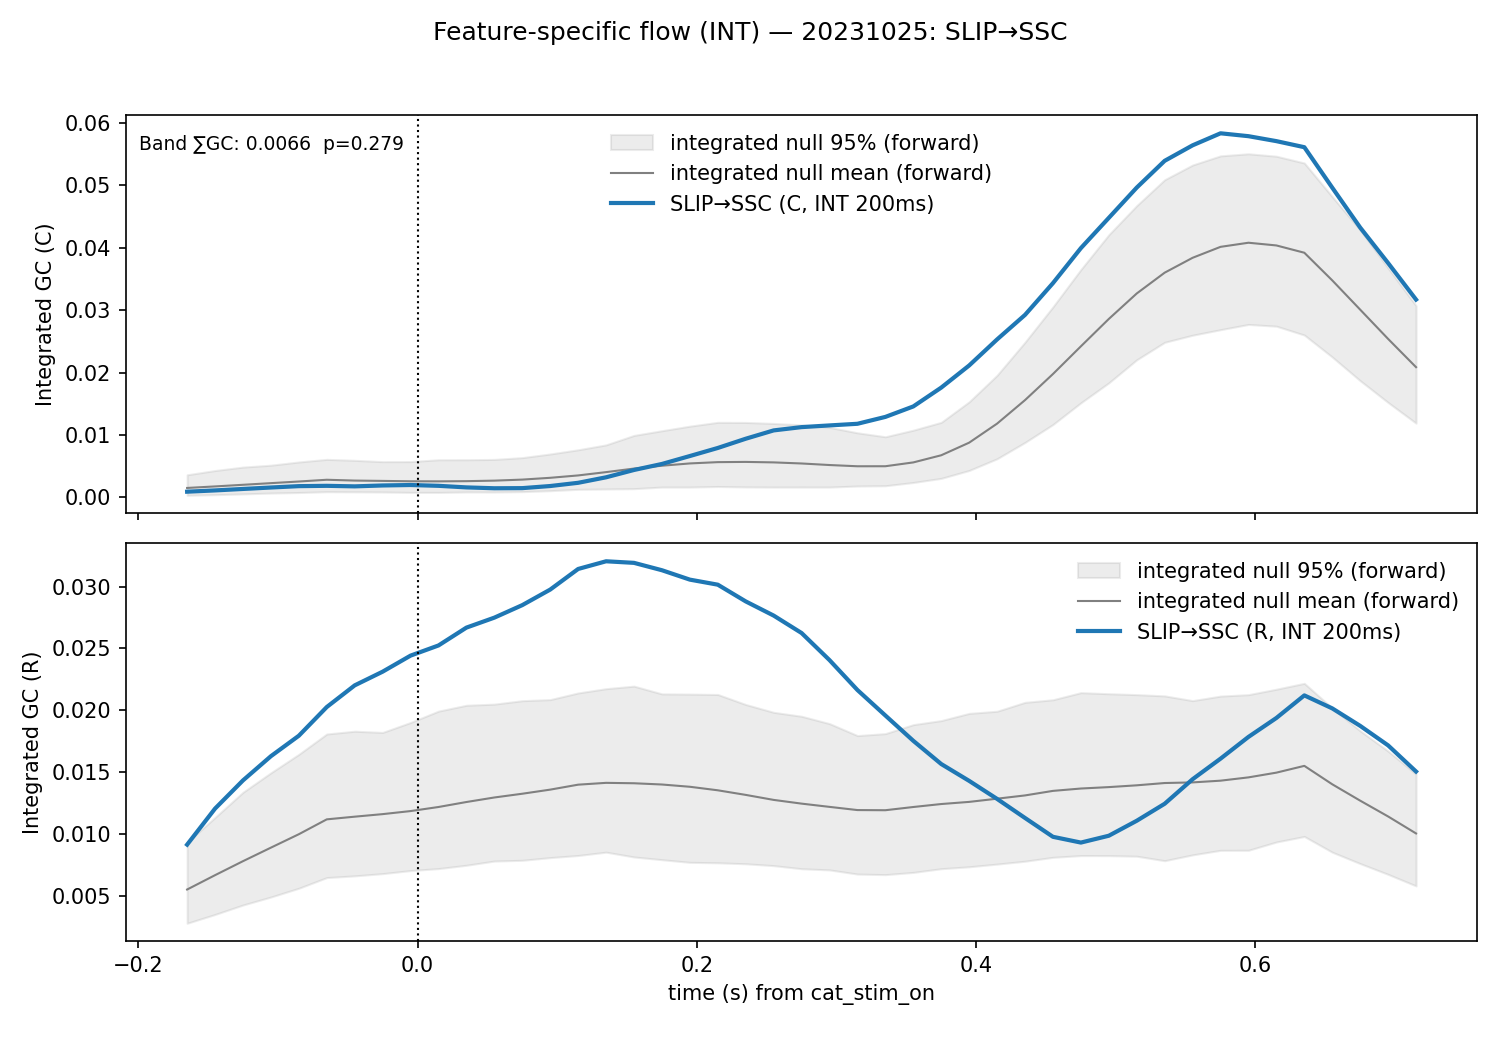 Feature-specific flow (INT) — 20231025: SLIP→SSC
Band ∑GC: 0.0066  p=0.279
integrated null 95% (forward)
integrated null mean (forward)
SLIP→SSC (C, INT 200ms)
Integrated GC (C)
0.06
0.05
0.04
0.03
0.02
0.01
0.00
integrated null 95% (forward)
integrated null mean (forward)
SLIP→SSC (R, INT 200ms)
Integrated GC (R)
0.030
0.025
0.020
0.015
0.010
0.005
−0.2 0.0 0.2 0.4 0.6
time (s) from cat_stim_on